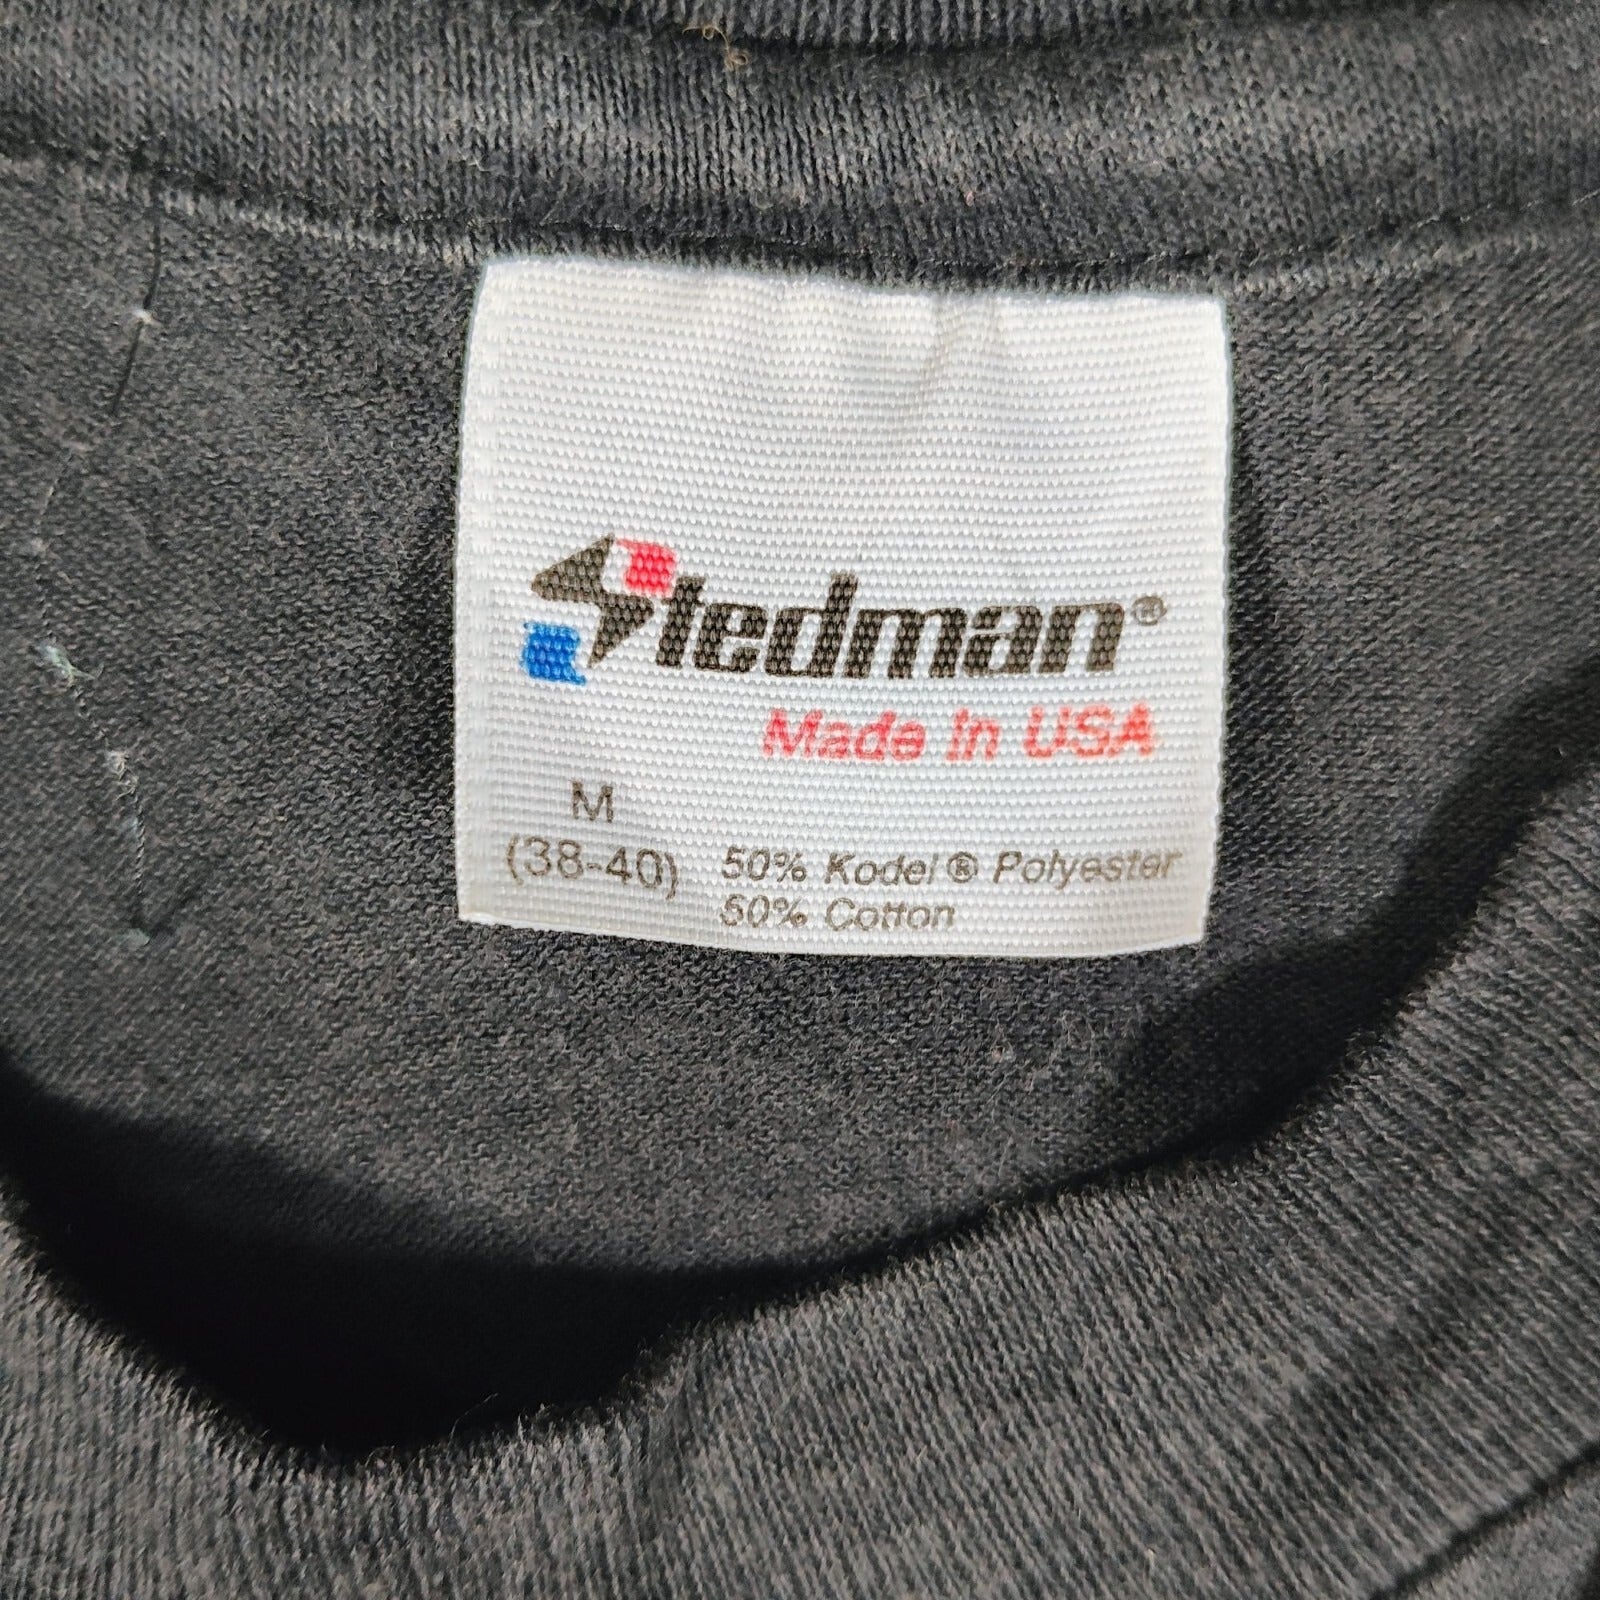 Stedman®
Made in USA
M
(38-40)
50% Kodel® Polyester
50% Cotton